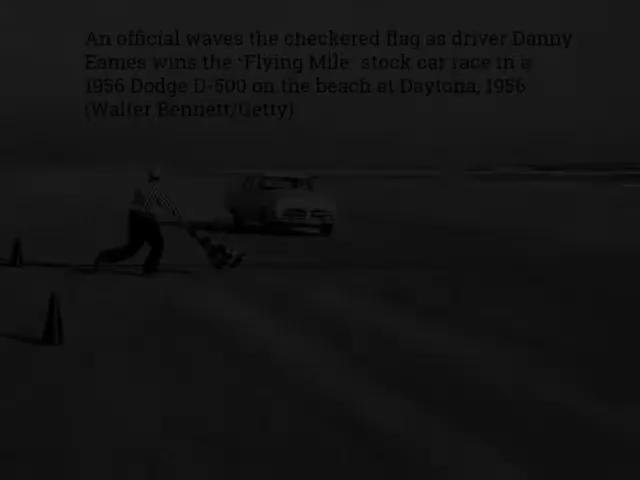 An official waves the checkered flag as driver Danny
Eames wins the 'Flying Mile' stock car race in a
1956 Dodge D-500 on the beach at Daytona, 1956
(Walter Bennett/Getty)